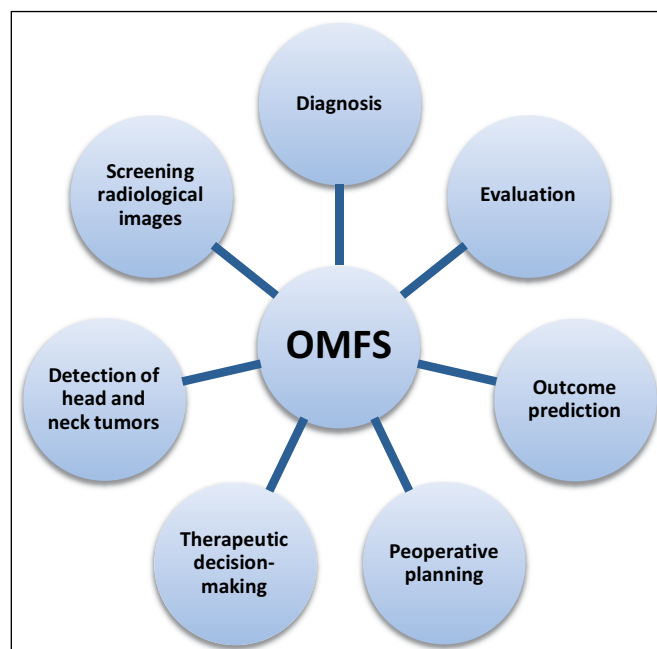 Diagnosis
Screening
radiological
images
Evaluation
OMFS
Detection of
head and
neck tumors
Outcome
prediction
Therapeutic
decision-
making
Peoperative
planning